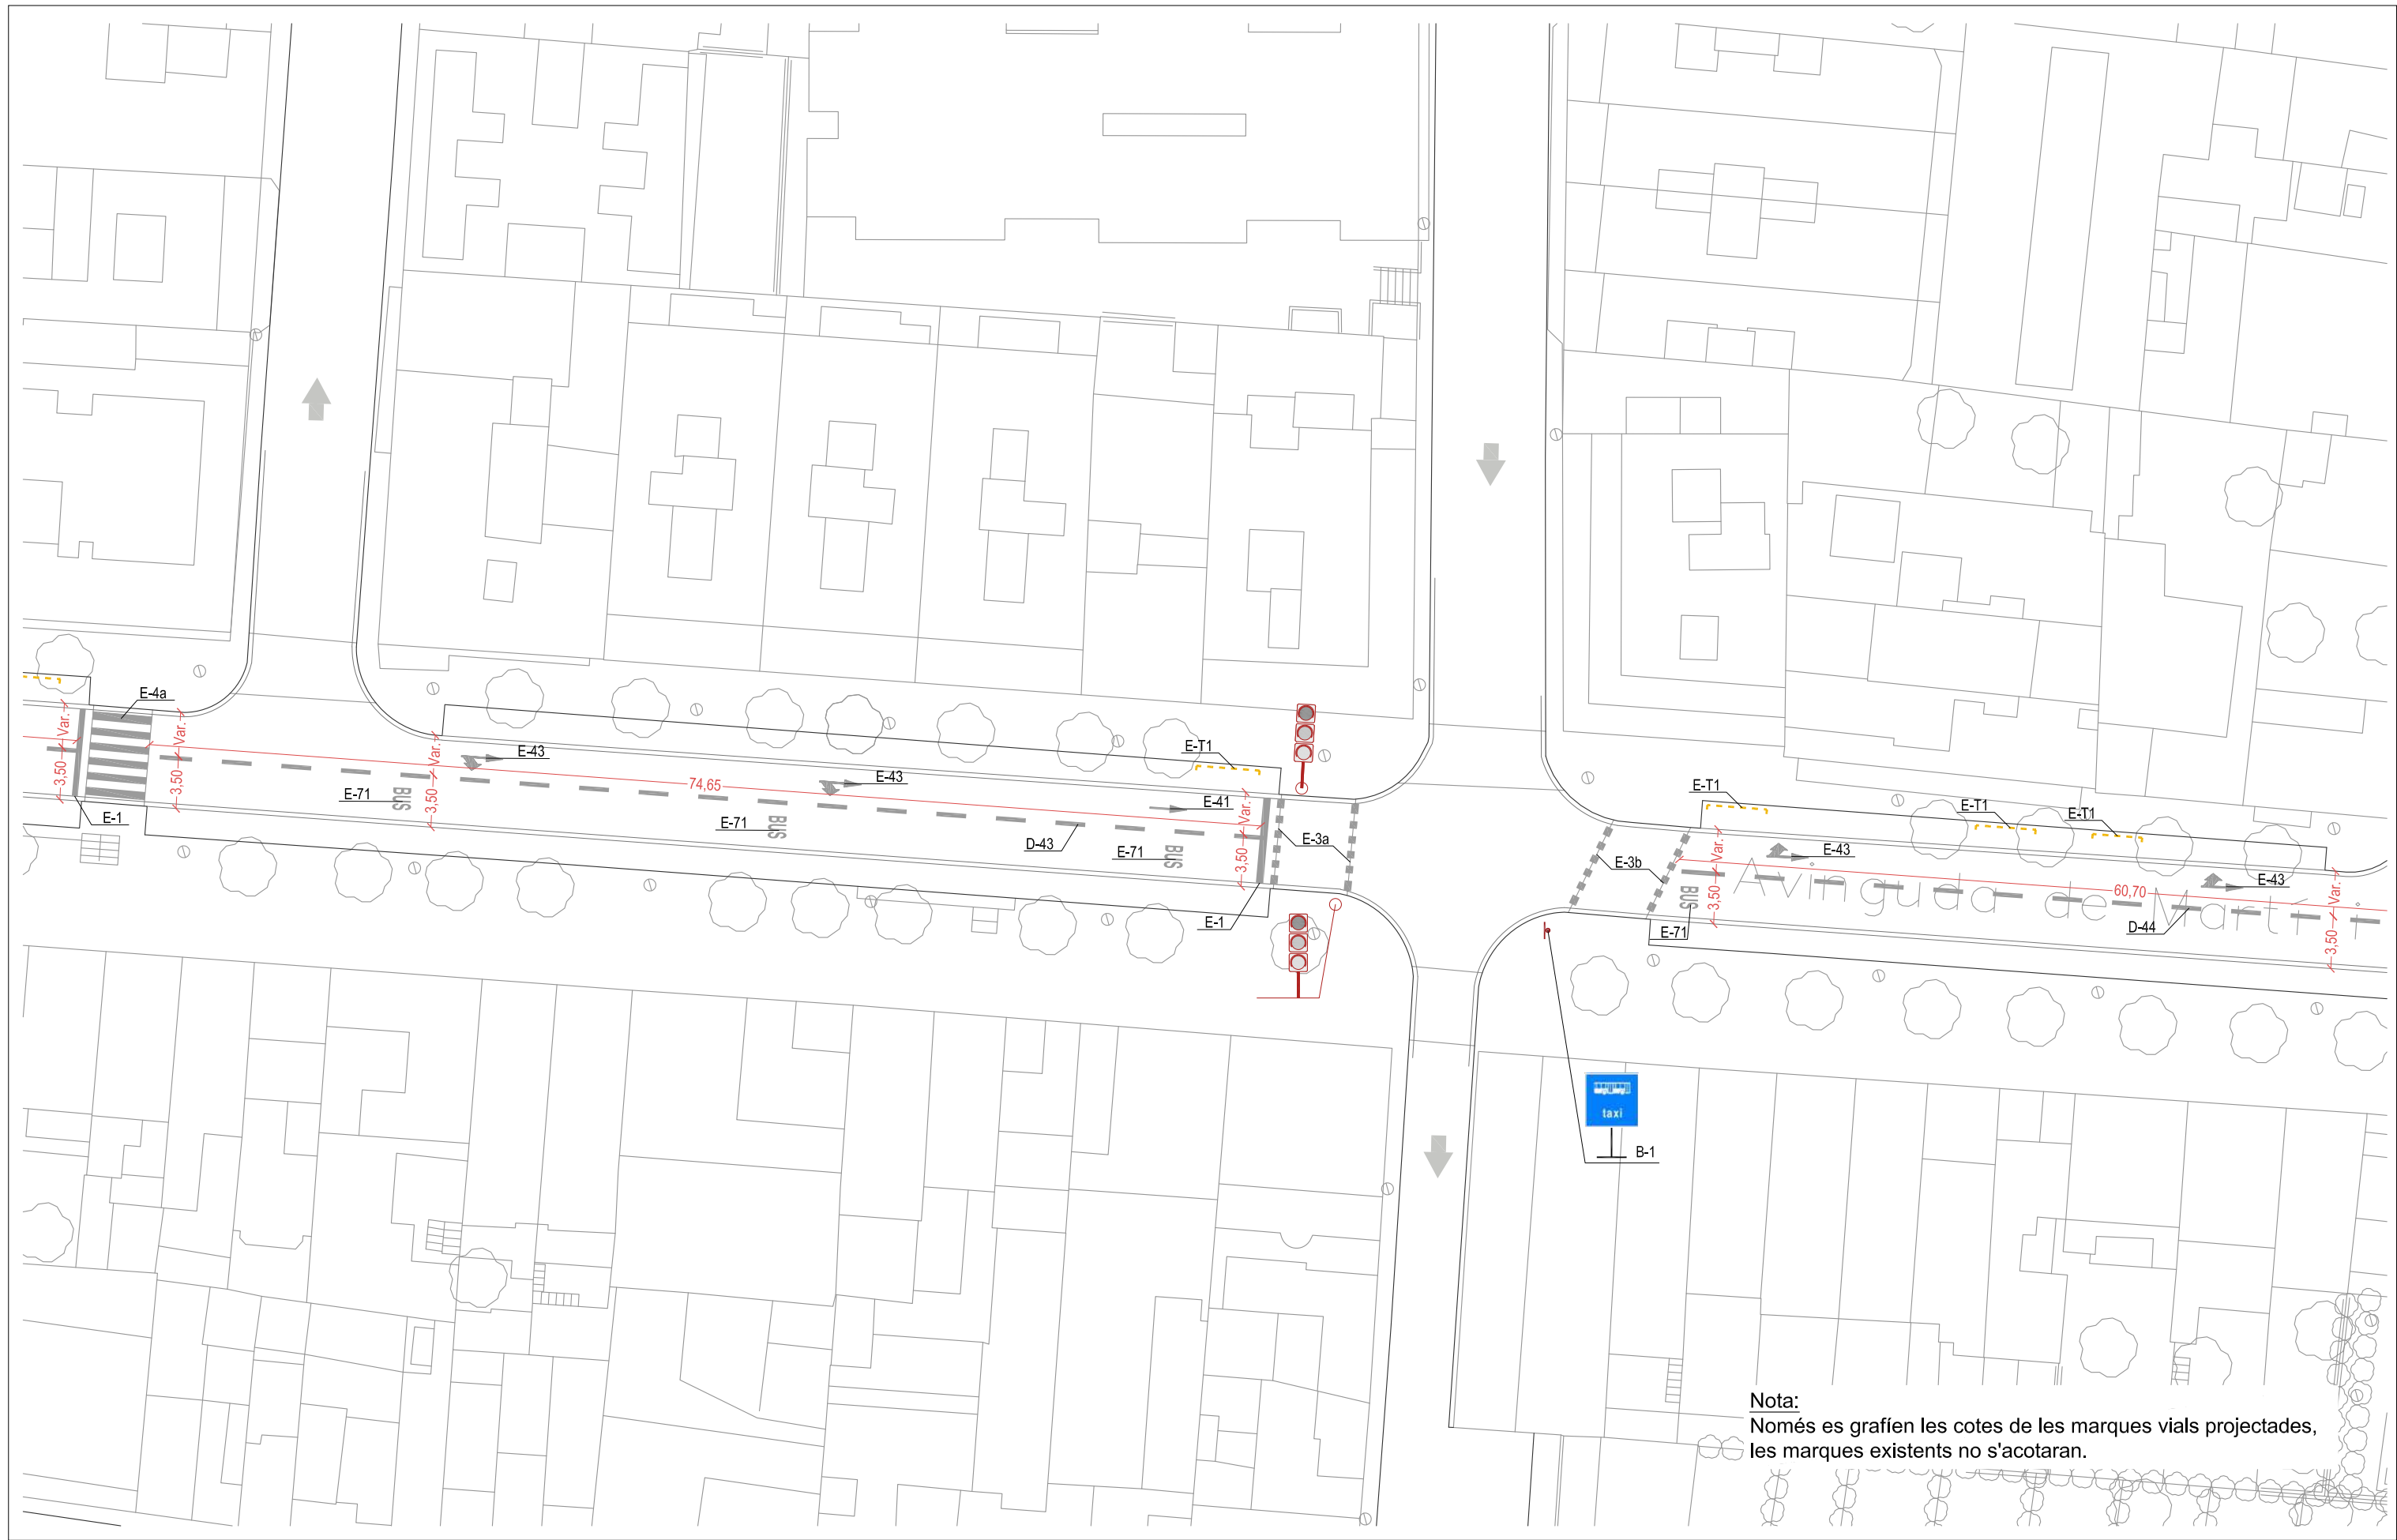 E-4a
Var.
3,50
Var.
3,50
E-1
E-71
BUS
Var.
3,50
E-43
74,65
E-43
E-71
BUS
E-T1
E-41
D-43
E-71
BUS
Var.
3,50
E-1
E-3a
E-3b
E-T1
E-T1
E-T1
Var.
3,50
E-43
E-43
60,70
Avinguda de Martí i
BUS
E-71
D-44
Var.
3,50
taxi
B-1
Nota:
Només es grafíen les cotes de les marques vials projectades,
les marques existents no s'acotaran.